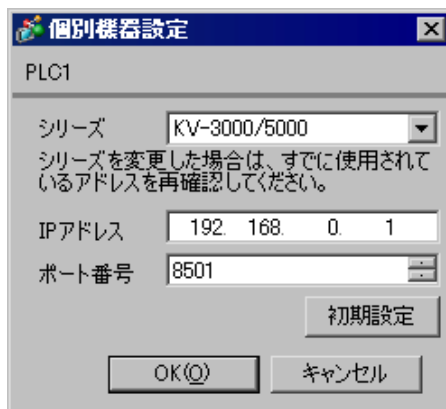 個別機器設定
PLC1
シリーズ
KV-3000/5000
シリーズを変更した場合は、すでに使用されて
いるアドレスを再確認してください。
IPアドレス
192. 168. 0. 1
ポート番号
8501
初期設定
OK(O)
キャンセル